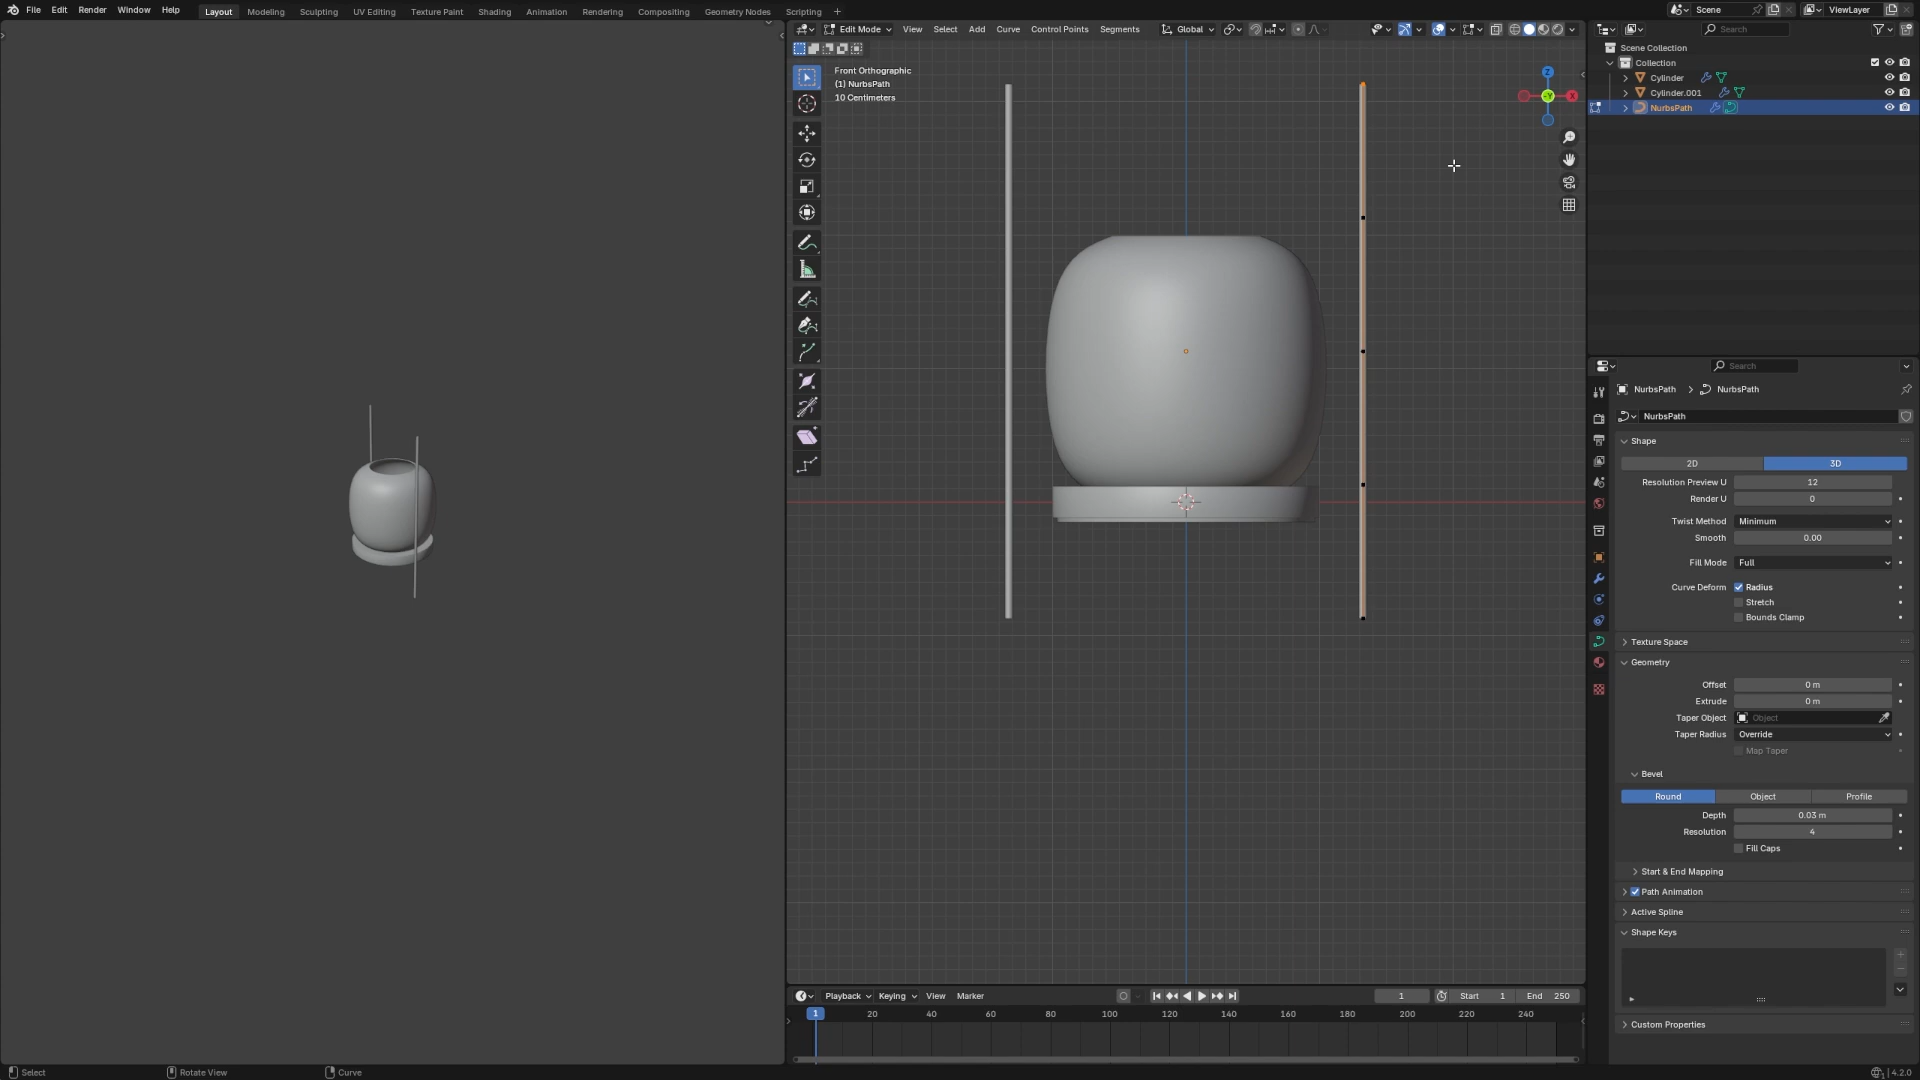 File Edit Render Window Help Layout Modeling Sculpting UV Editing Texture Paint Shading Animation Rendering Compositing Geometry Nodes Scripting + Scene ViewLayer
Edit Mode View Select Add Curve Control Points Segments Global
Search
Front Orthographic
(1) NurbsPath
10 Centimeters
Z
-Y
X
Scene Collection
Collection
Cylinder
Cylinder.001
NurbsPath
Search
NurbsPath > NurbsPath
NurbsPath
Shape
2D 3D
Resolution Preview U 12
Render U 0
Twist Method Minimum
Smooth 0.00
Fill Mode Full
Curve Deform Radius
Stretch
Bounds Clamp
Texture Space
Geometry
Offset 0 m
Extrude 0 m
Taper Object Object
Taper Radius Override
Map Taper
Bevel
Round Object Profile
Depth 0.03 m
Resolution 4
Fill Caps
Start & End Mapping
Path Animation
Active Spline
Shape Keys
Custom Properties
Playback Keying View Marker 1 Start 1 End 250
1 20 40 60 80 100 120 140 160 180 200 220 240
Select Rotate View Curve 4.2.0